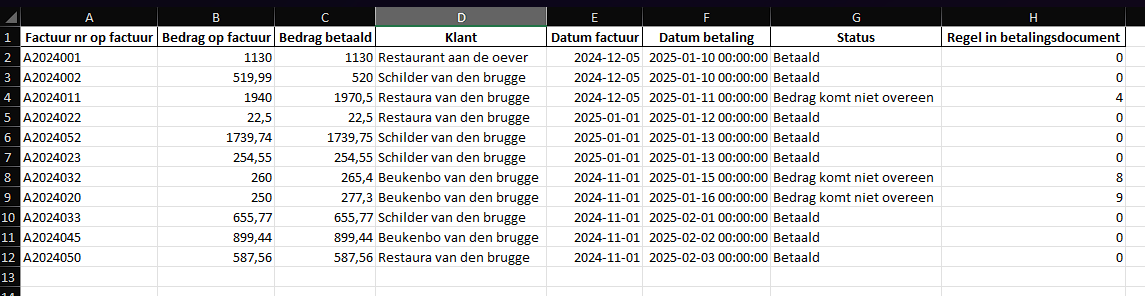 A B C D E F G H
1 Factuur nr op factuur Bedrag op factuur Bedrag betaald Klant Datum factuur Datum betaling Status Regel in betalingsdocument
2 A2024001 1130 1130 Restaurant aan de oever 2024-12-05 2025-01-10 00:00:00 Betaald 0
3 A2024002 519,99 520 Schilder van den brugge 2024-12-05 2025-01-10 00:00:00 Betaald 0
4 A2024011 1940 1970,5 Restaura van den brugge 2024-12-05 2025-01-11 00:00:00 Bedrag komt niet overeen 4
5 A2024022 22,5 22,5 Restaura van den brugge 2025-01-01 2025-01-12 00:00:00 Betaald 0
6 A2024052 1739,74 1739,75 Schilder van den brugge 2025-01-01 2025-01-13 00:00:00 Betaald 0
7 A2024023 254,55 254,55 Schilder van den brugge 2025-01-01 2025-01-13 00:00:00 Betaald 0
8 A2024032 260 265,4 Beukenbo van den brugge 2024-11-01 2025-01-15 00:00:00 Bedrag komt niet overeen 8
9 A2024020 250 277,3 Beukenbo van den brugge 2024-11-01 2025-01-16 00:00:00 Bedrag komt niet overeen 9
10 A2024033 655,77 655,77 Schilder van den brugge 2024-11-01 2025-02-01 00:00:00 Betaald 0
11 A2024045 899,44 899,44 Beukenbo van den brugge 2024-11-01 2025-02-02 00:00:00 Betaald 0
12 A2024050 587,56 587,56 Restaura van den brugge 2024-11-01 2025-02-03 00:00:00 Betaald 0
13